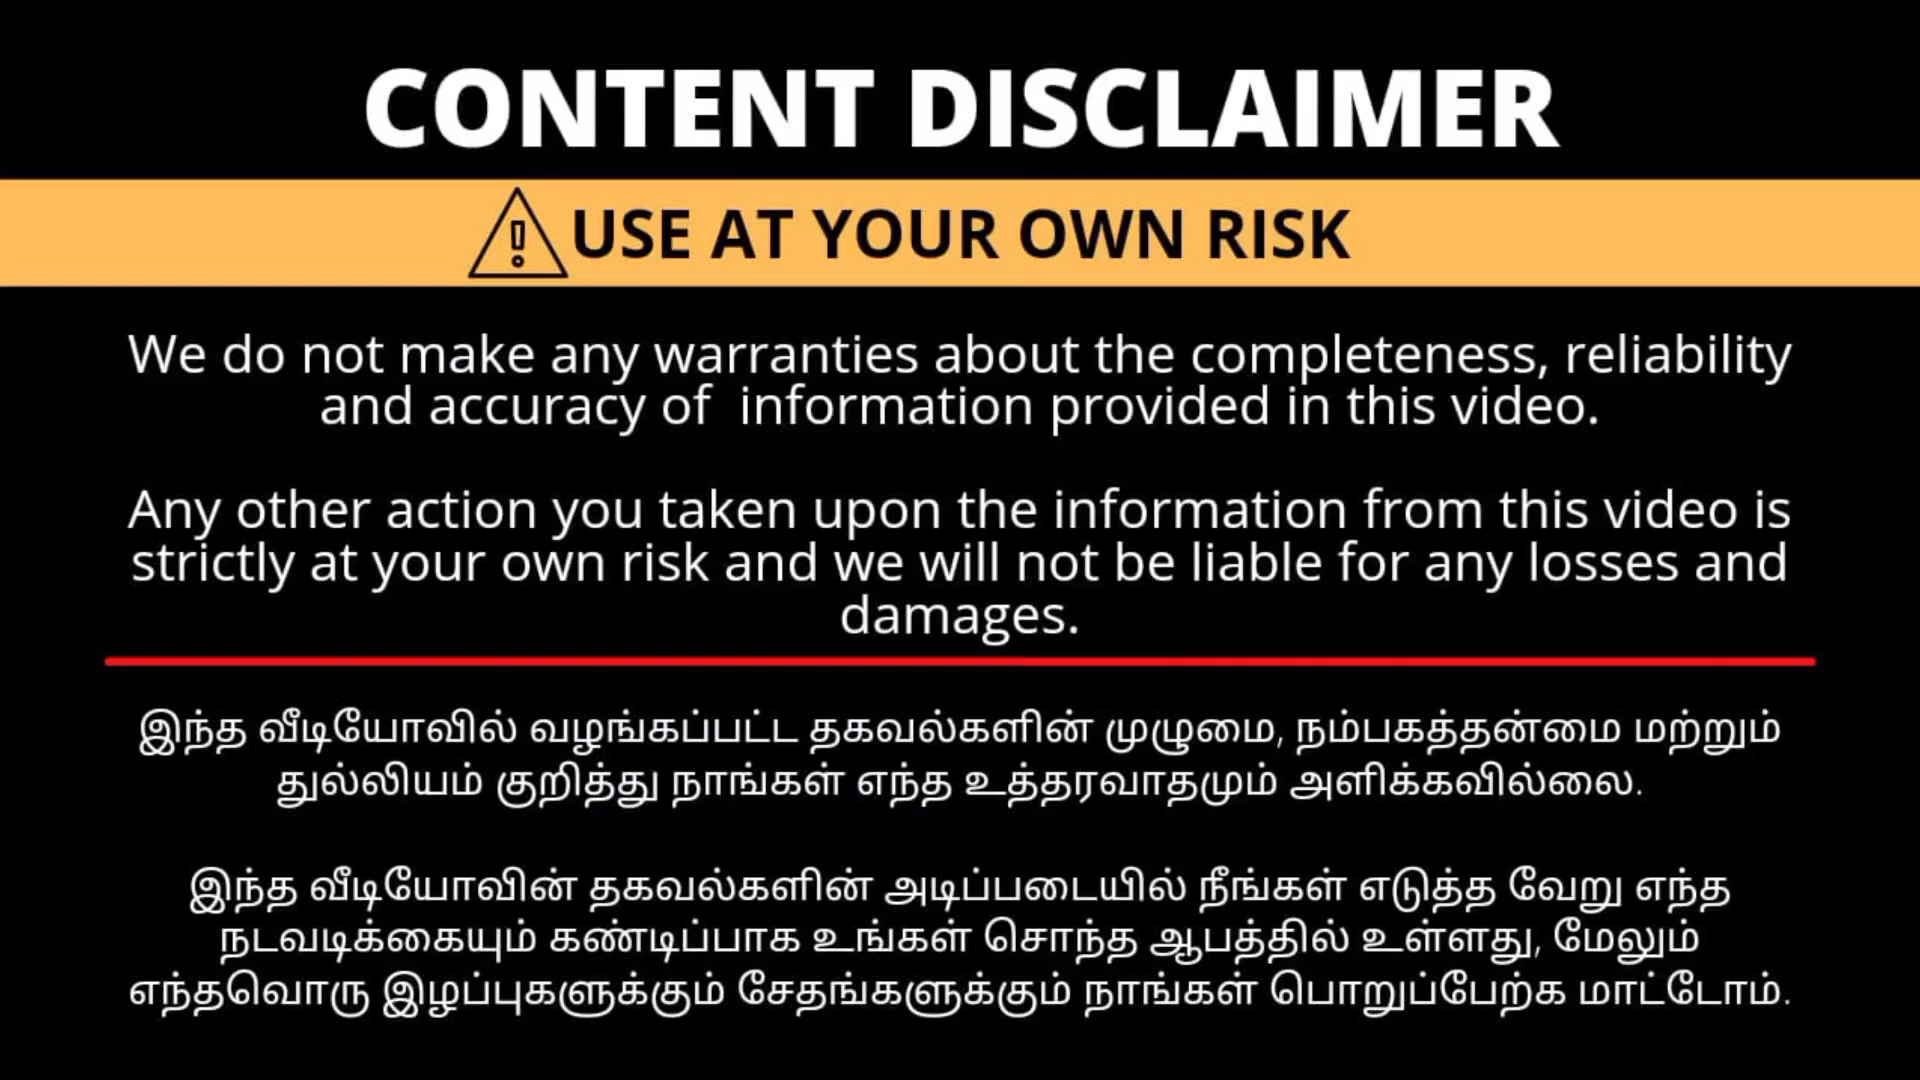 CONTENT DISCLAIMER
USE AT YOUR OWN RISK
We do not make any warranties about the completeness, reliability
and accuracy of information provided in this video.
Any other action you taken upon the information from this video is
strictly at your own risk and we will not be liable for any losses and
damages.
இந்த வீடியோவில் வழங்கப்பட்ட தகவல்களின் முழுமை, நம்பகத்தன்மை மற்றும்
துல்லியம் குறித்து நாங்கள் எந்த உத்தரவாதமும் அளிக்கவில்லை.
இந்த வீடியோவின் தகவல்களின் அடிப்படையில் நீங்கள் எடுத்த வேறு எந்த
நடவடிக்கையும் கண்டிப்பாக உங்கள் சொந்த ஆபத்தில் உள்ளது, மேலும்
எந்தவொரு இழப்புகளுக்கும் சேதங்களுக்கும் நாங்கள் பொறுப்பேற்க மாட்டோம்.